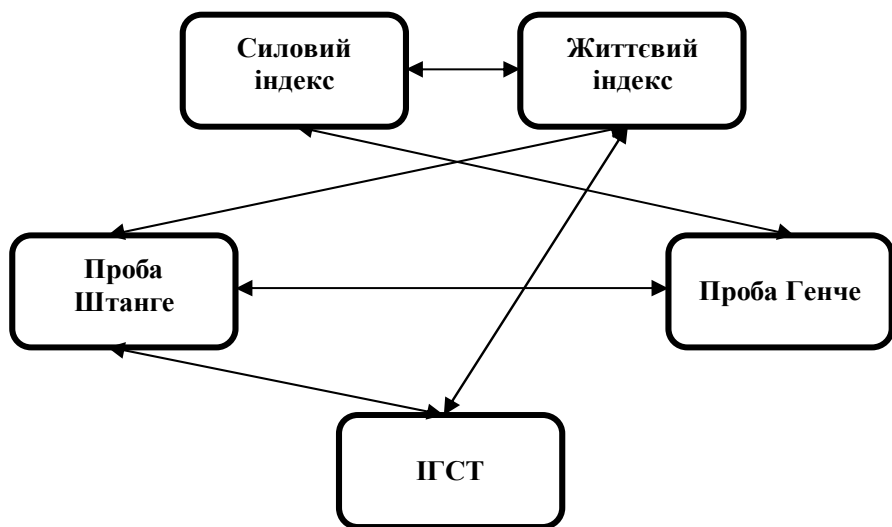 Силовий
індекс
Життєвий
індекс
Проба
Штанге
Проба Генче
ІГСТ